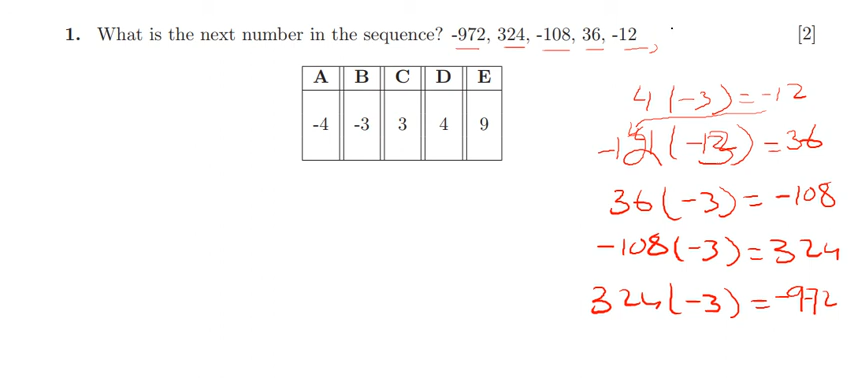 1. What is the next number in the sequence? -972, 324, -108, 36, -12 , [2]
A B C D E
-4 -3 3 4 9
4(-3) = -12
-12(-3) = 36
36(-3) = -108
-108(-3) = 324
324(-3) = -972